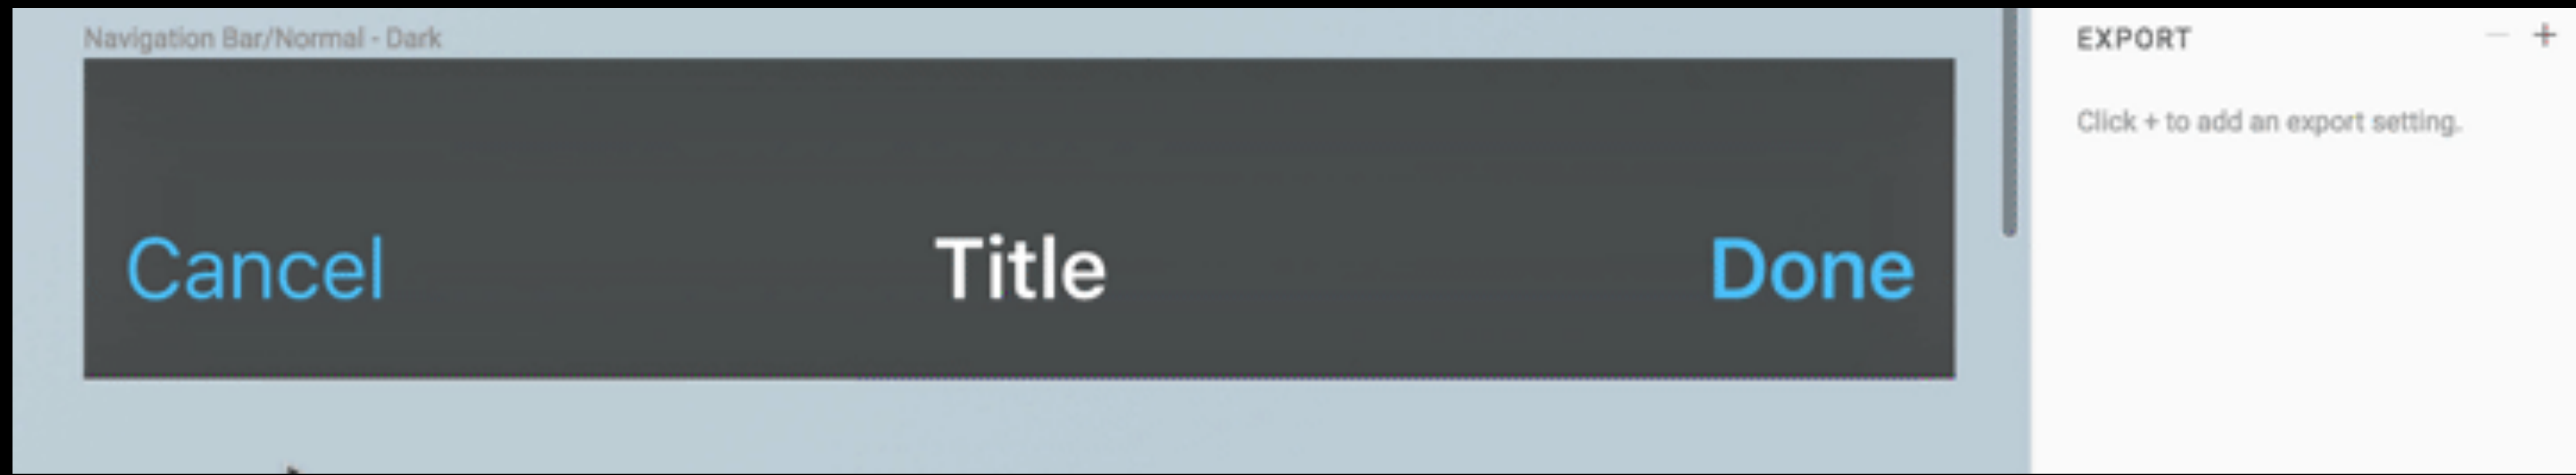 Navigation Bar/Normal - Dark
Cancel Title Done
EXPORT − +
Click + to add an export setting.